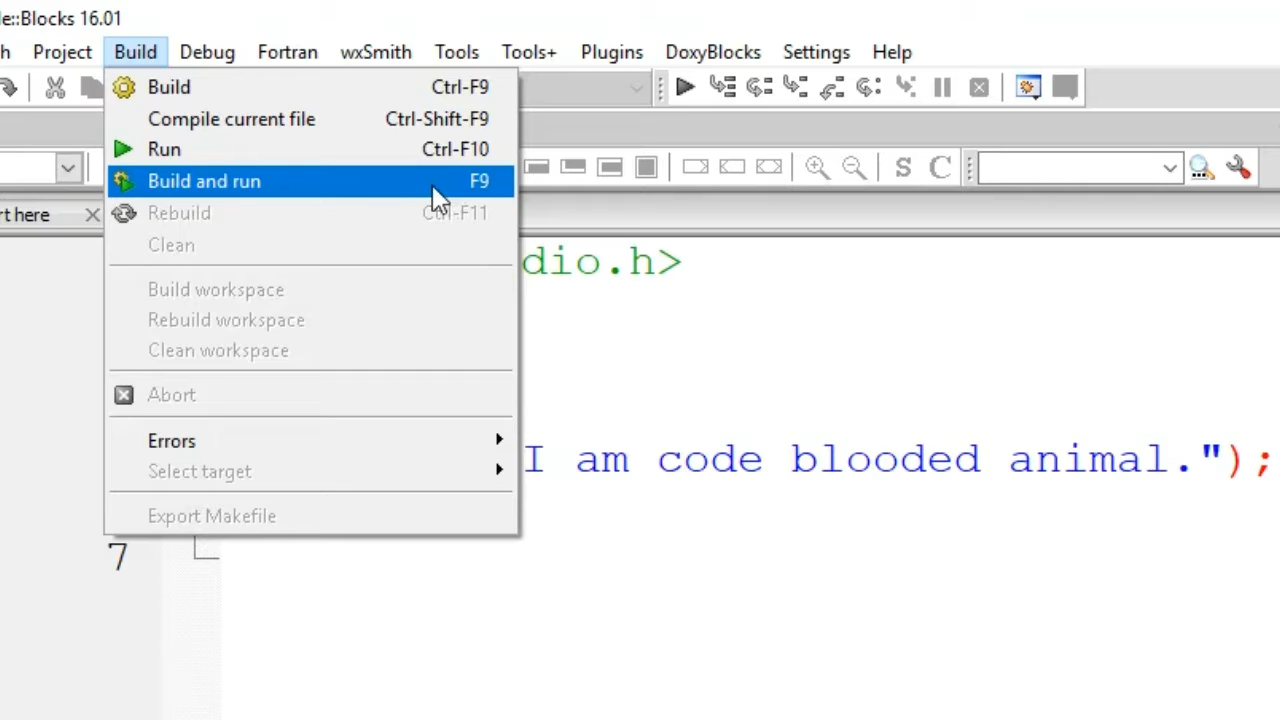 e::Blocks 16.01
h Project Build Debug Fortran wxSmith Tools Tools+ Plugins DoxyBlocks Settings Help
Build Ctrl-F9
Compile current file Ctrl-Shift-F9
Run Ctrl-F10
S C
Build and run F9
rt here
Rebuild Ctrl-F11
Clean
dio.h>
Build workspace
Rebuild workspace
Clean workspace
Abort
Errors
I am code blooded animal.");
Select target
Export Makefile
7